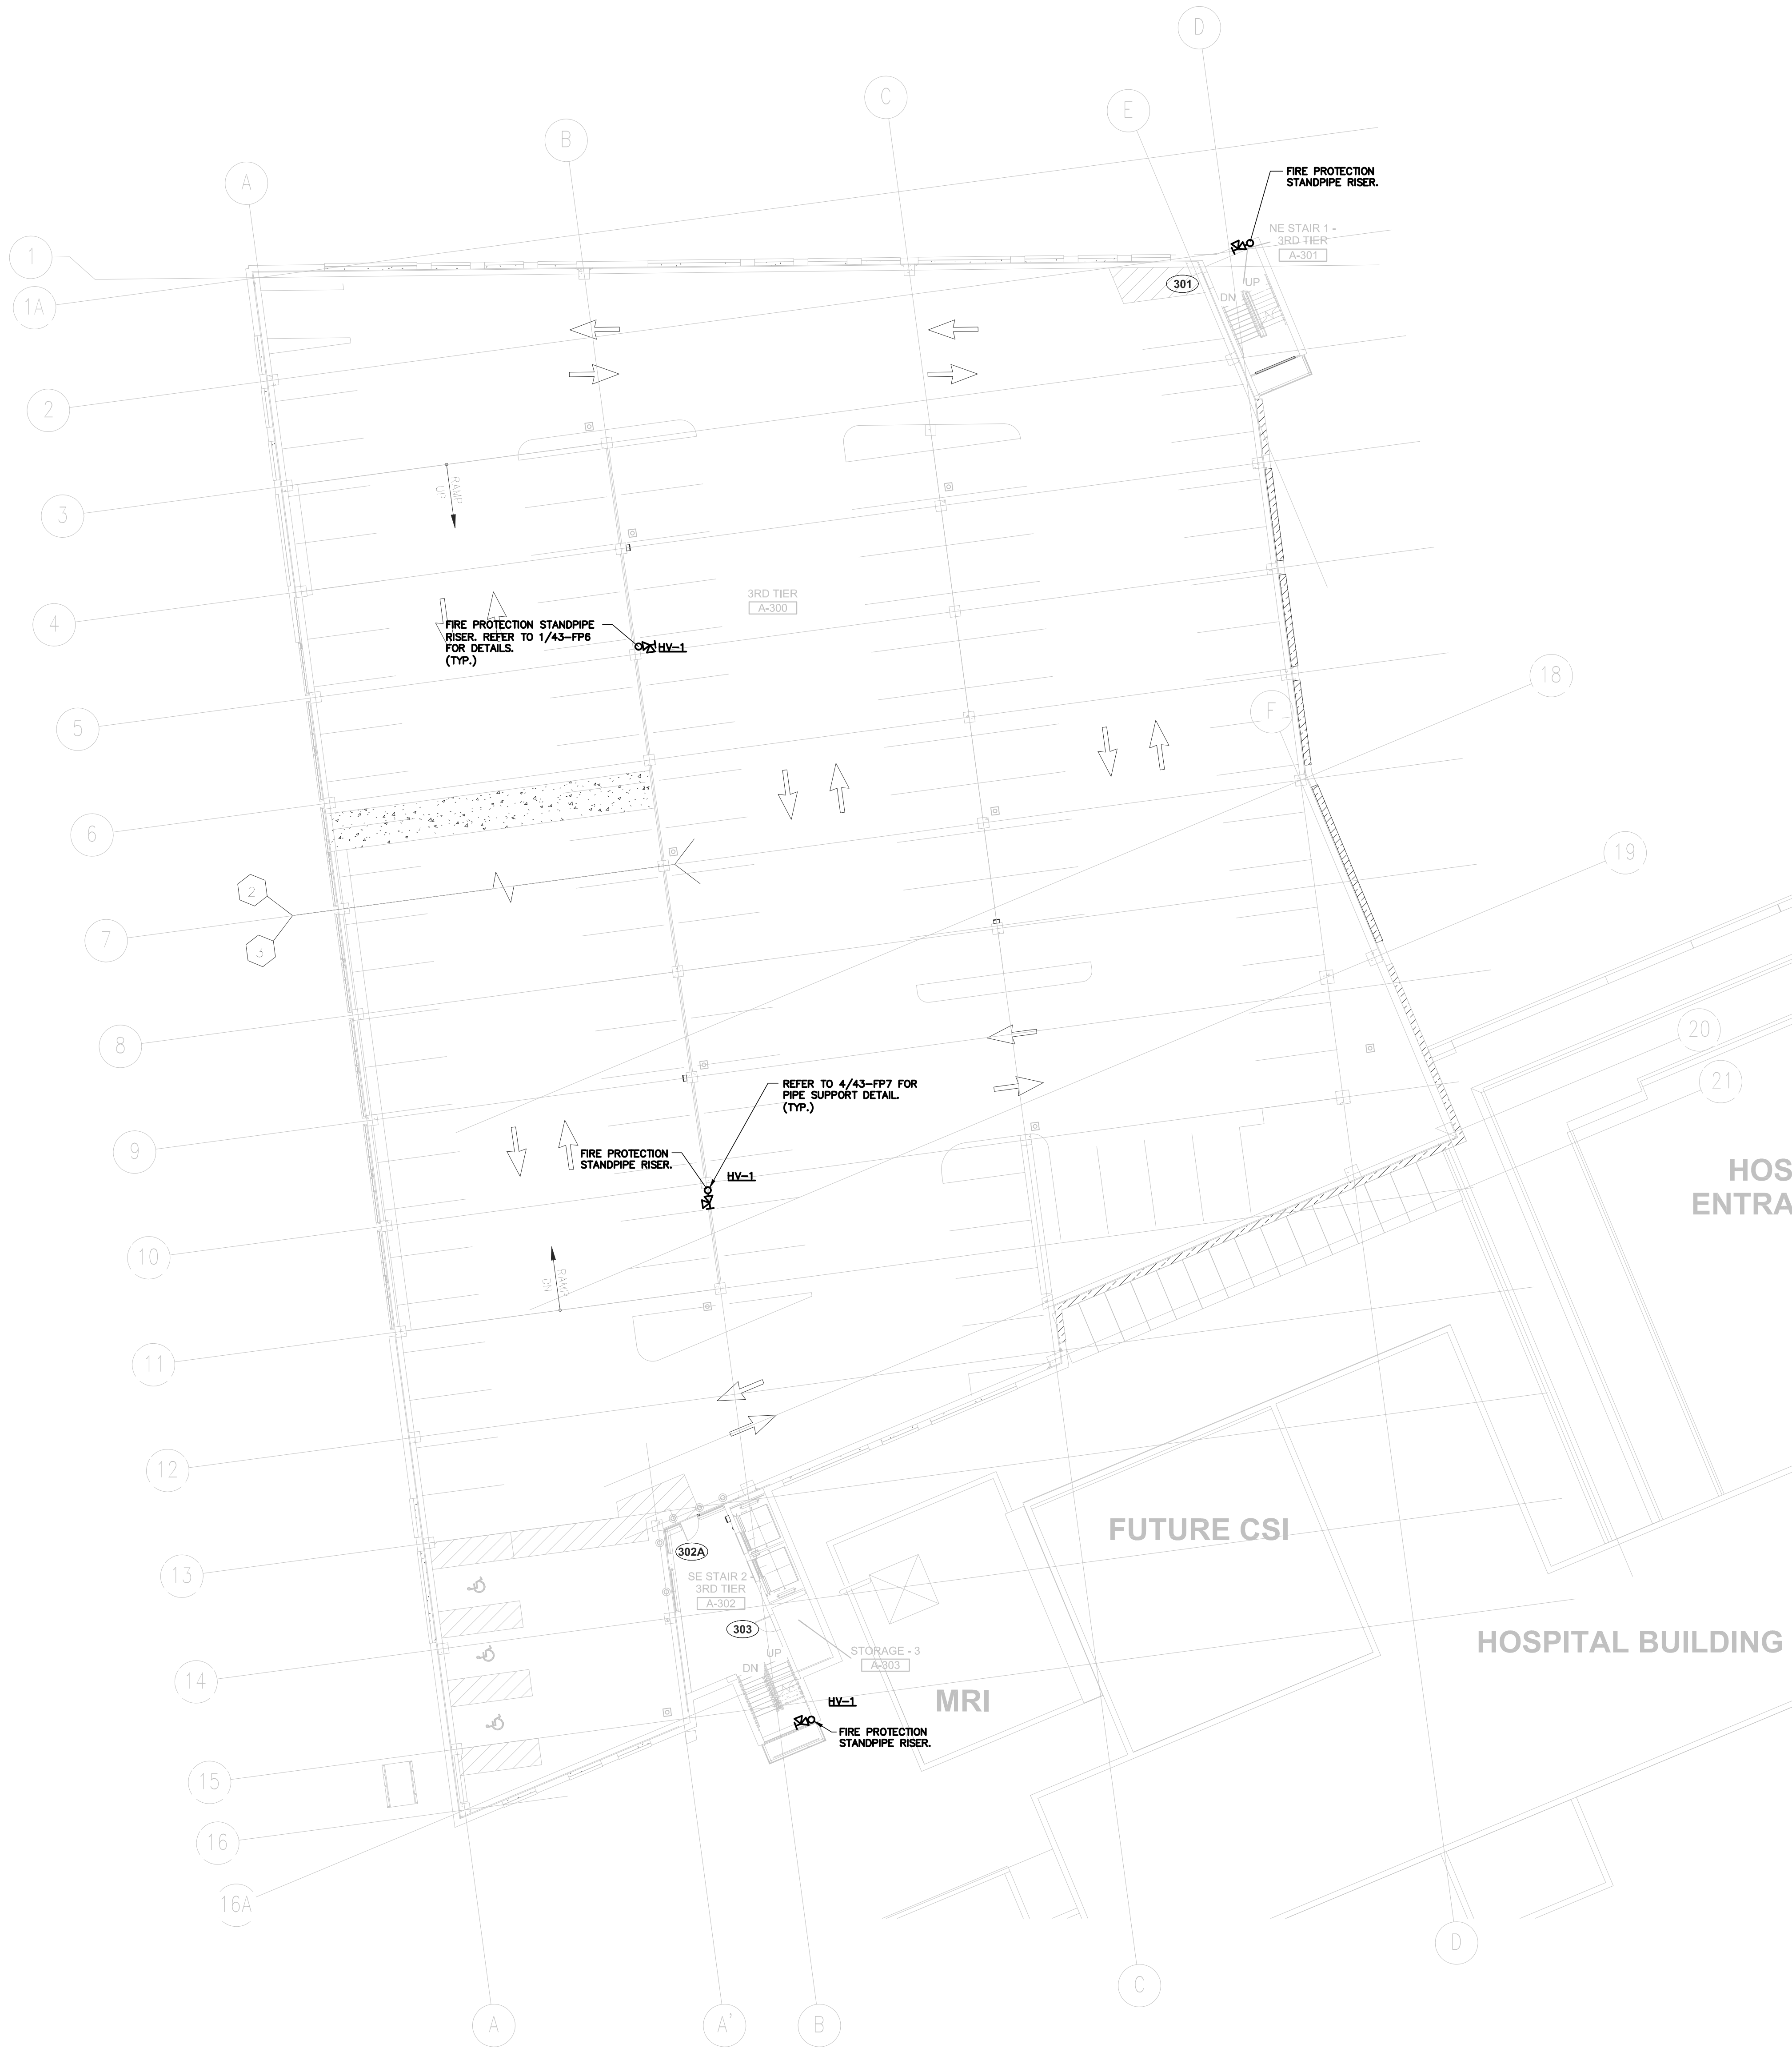 D
C
B
E
A
FIRE PROTECTION
STANDPIPE RISER.
NE STAIR 1 -
3RD TIER
A-301
1
301
UP
DN
1A
2
RAMP
UP
3
3RD TIER
A-300
4
FIRE PROTECTION STANDPIPE
RISER. REFER TO 1/43-FP6
FOR DETAILS.
(TYP.)
HV-1
18
F
5
6
19
2
3
7
20
8
21
REFER TO 4/43-FP7 FOR
PIPE SUPPORT DETAIL.
(TYP.)
9
FIRE PROTECTION
STANDPIPE RISER.
HV-1
HOS
ENTRA
10
RAMP
DN
11
12
FUTURE CSI
302A
13
SE STAIR 2 -
3RD TIER
A-302
303
STORAGE - 3
A-303
UP
DN
HOSPITAL BUILDING
14
MRI
HV-1
FIRE PROTECTION
STANDPIPE RISER.
15
16
16A
D
C
A
A'
B